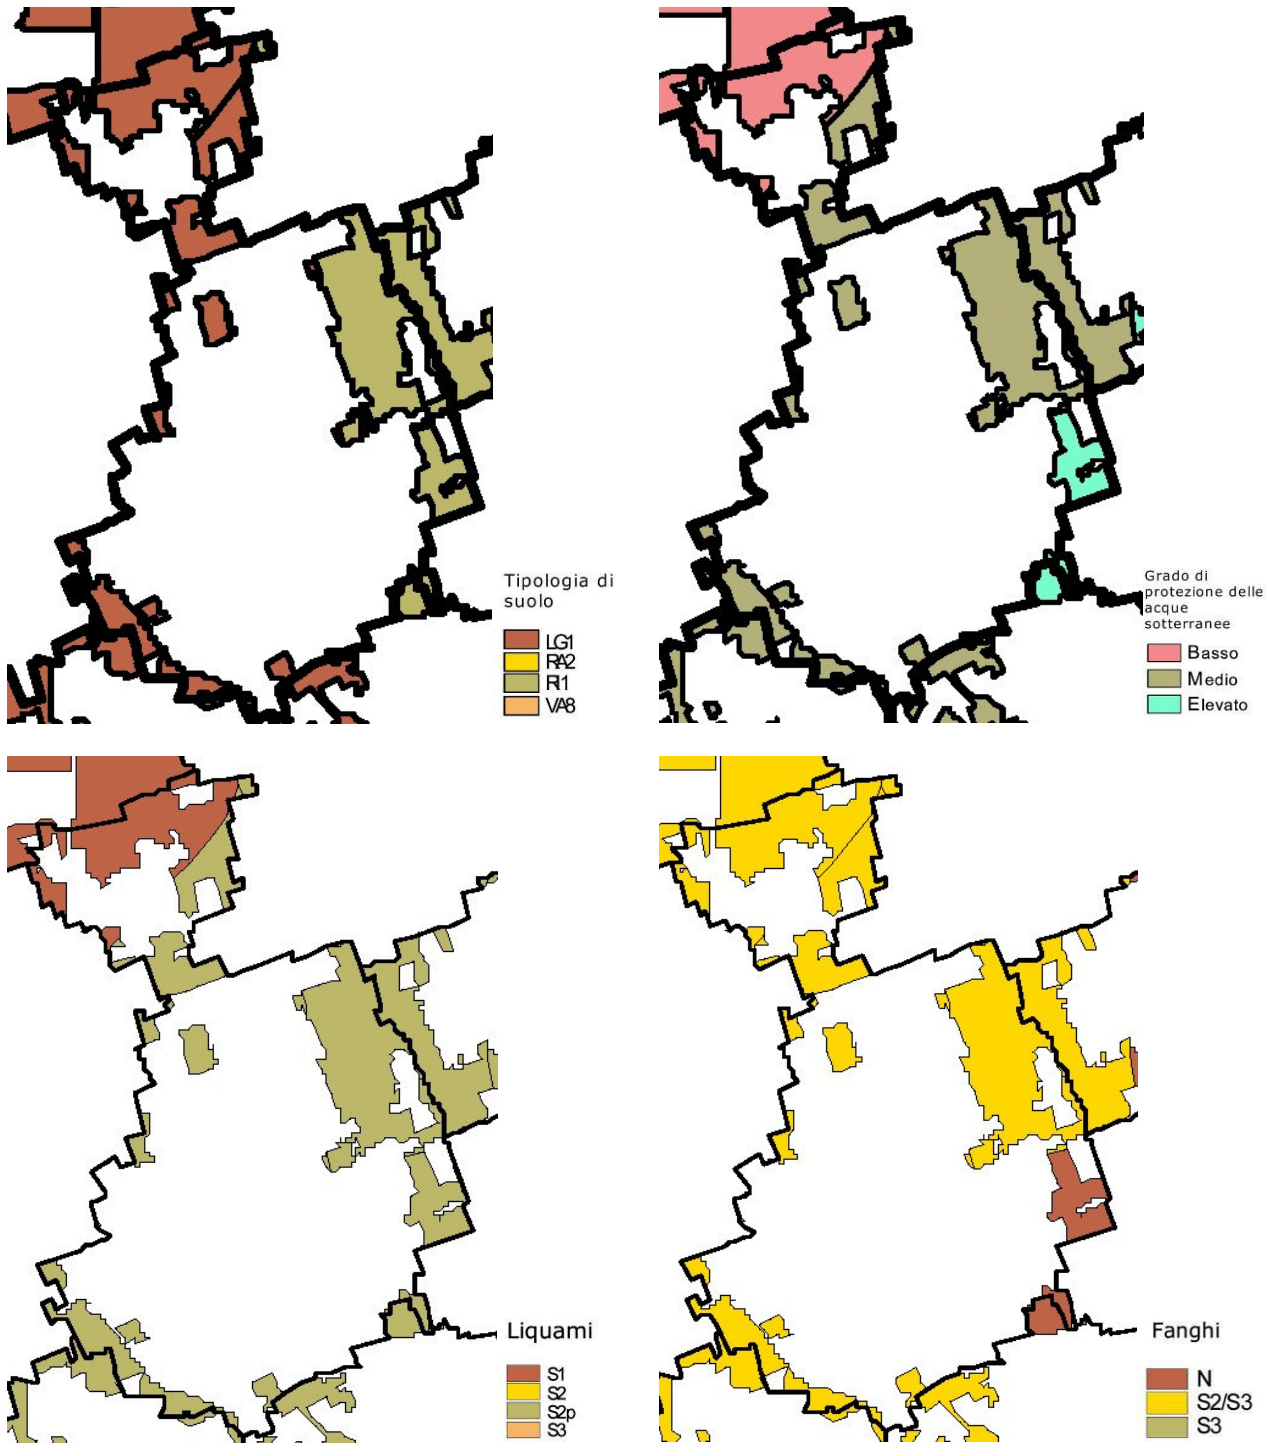 Tipologia di
suolo
LG1
RA2
RI1
VA8
Grado di
protezione delle
acque
sotterranee
Basso
Medio
Elevato
Liquami
S1
S2
S2p
S3
Fanghi
N
S2/S3
S3